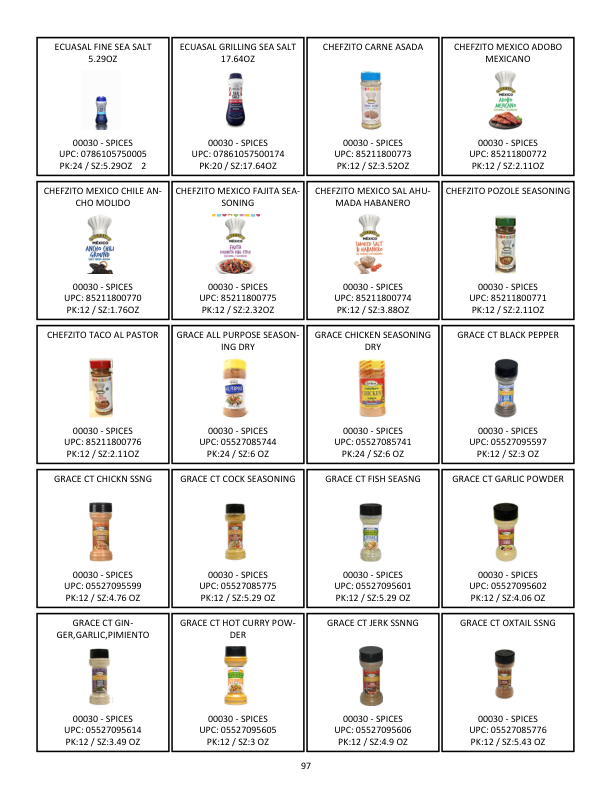 ECUASAL FINE SEA SALT
5.29OZ
00030 - SPICES
UPC: 0786105750005
PK:24 / SZ:5.29OZ 2
ECUASAL GRILLING SEA SALT
17.64OZ
00030 - SPICES
UPC: 07861057500174
PK:20 / SZ:17.64OZ
CHEFZITO CARNE ASADA
00030 - SPICES
UPC: 85211800773
PK:12 / SZ:3.52OZ
CHEFZITO MEXICO ADOBO
MEXICANO
MÉXICO
ADOBO
MEXICANO
00030 - SPICES
UPC: 85211800772
PK:12 / SZ:2.11OZ
CHEFZITO MEXICO CHILE AN-
CHO MOLIDO
MÉXICO
ANCHO CHILI
GROUND
00030 - SPICES
UPC: 85211800770
PK:12 / SZ:1.76OZ
CHEFZITO MEXICO FAJITA SEA-
SONING
MÉXICO
FAJITA
00030 - SPICES
UPC: 85211800775
PK:12 / SZ:2.32OZ
CHEFZITO MEXICO SAL AHU-
MADA HABANERO
MÉXICO
SMOKED SALT
& HABANERO
00030 - SPICES
UPC: 85211800774
PK:12 / SZ:3.88OZ
CHEFZITO POZOLE SEASONING
00030 - SPICES
UPC: 85211800771
PK:12 / SZ:2.11OZ
CHEFZITO TACO AL PASTOR
00030 - SPICES
UPC: 85211800776
PK:12 / SZ:2.11OZ
GRACE ALL PURPOSE SEASON-
ING DRY
00030 - SPICES
UPC: 05527085744
PK:24 / SZ:6 OZ
GRACE CHICKEN SEASONING
DRY
CHICKEN
00030 - SPICES
UPC: 05527085741
PK:24 / SZ:6 OZ
GRACE CT BLACK PEPPER
00030 - SPICES
UPC: 05527095597
PK:12 / SZ:3 OZ
GRACE CT CHICKN SSNG
00030 - SPICES
UPC: 05527095599
PK:12 / SZ:4.76 OZ
GRACE CT COCK SEASONING
00030 - SPICES
UPC: 05527085775
PK:12 / SZ:5.29 OZ
GRACE CT FISH SEASNG
00030 - SPICES
UPC: 05527095601
PK:12 / SZ:5.29 OZ
GRACE CT GARLIC POWDER
00030 - SPICES
UPC: 05527095602
PK:12 / SZ:4.06 OZ
GRACE CT GIN-
GER,GARLIC,PIMIENTO
00030 - SPICES
UPC: 05527095614
PK:12 / SZ:3.49 OZ
GRACE CT HOT CURRY POW-
DER
00030 - SPICES
UPC: 05527095605
PK:12 / SZ:3 OZ
GRACE CT JERK SSNNG
00030 - SPICES
UPC: 05527095606
PK:12 / SZ:4.9 OZ
GRACE CT OXTAIL SSNG
00030 - SPICES
UPC: 05527085776
PK:12 / SZ:5.43 OZ
97